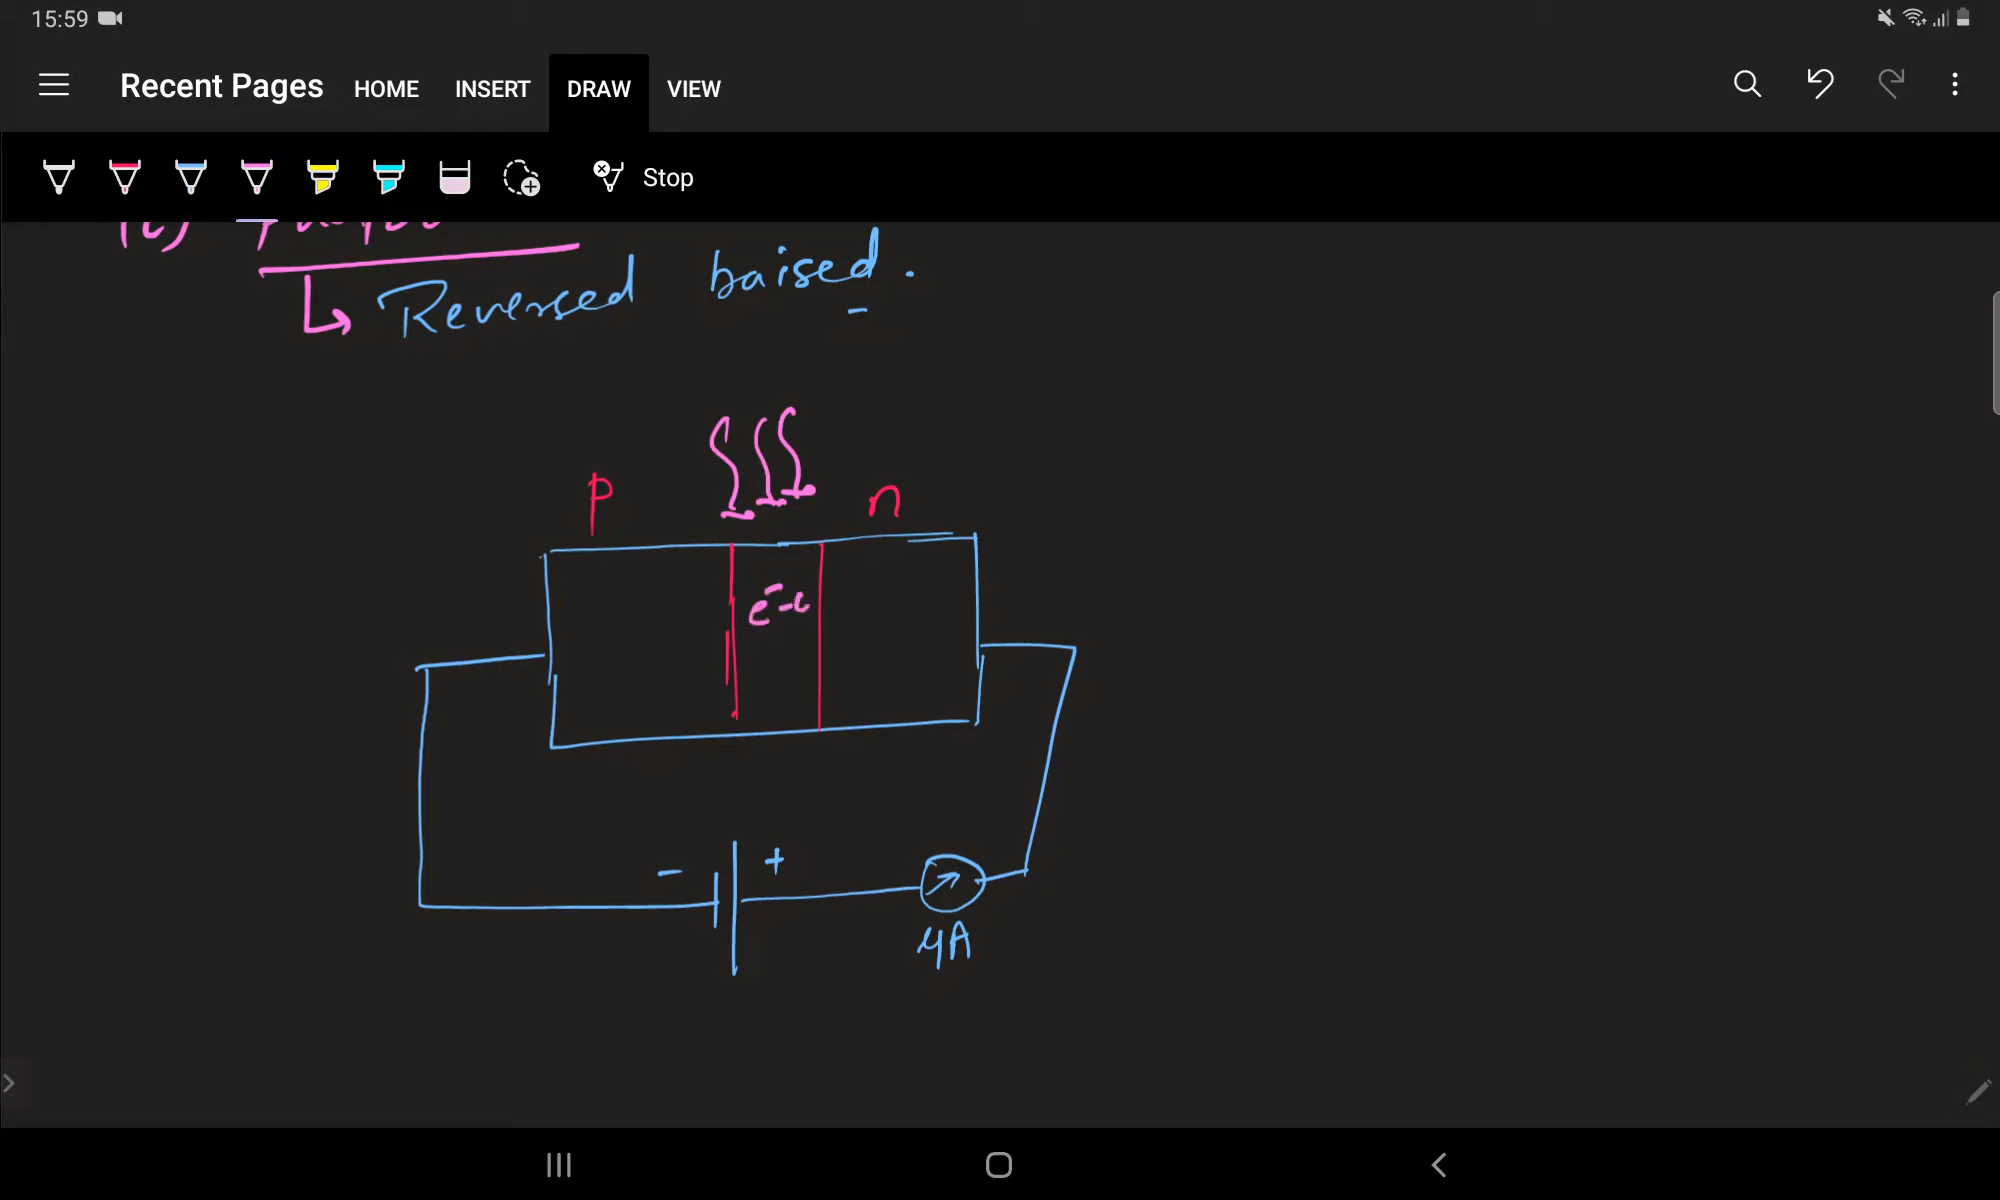 15:59
Recent Pages HOME INSERT DRAW VIEW
Stop
Reversed baised.
P n
e-
- +
μA